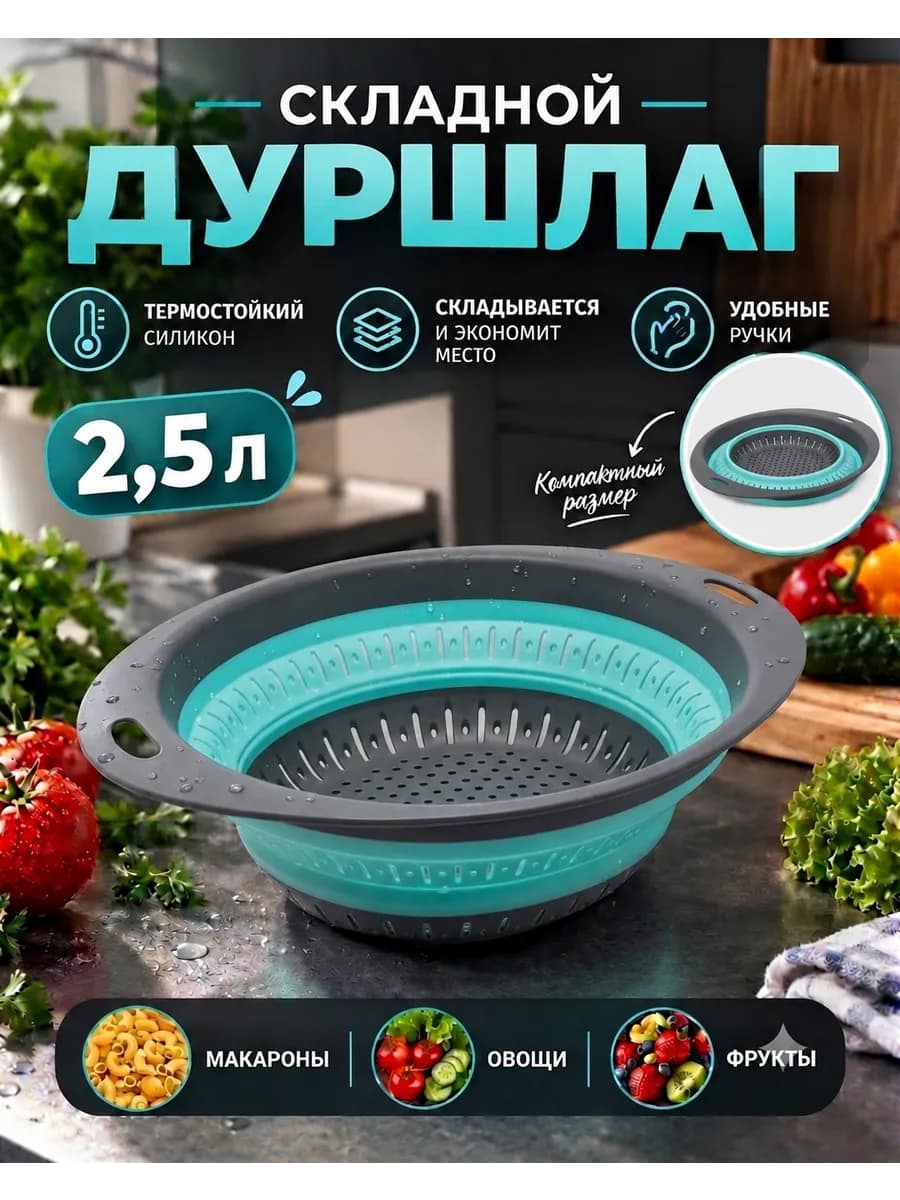 СКЛАДНОЙ
ДУРШЛАГ
ТЕРМОСТОЙКИЙ
СИЛИКОН
СКЛАДЫВАЕТСЯ
И ЭКОНОМИТ
МЕСТО
УДОБНЫЕ
РУЧКИ
2,5 л
Компактный
размер
МАКАРОНЫ
ОВОЩИ
ФРУКТЫ